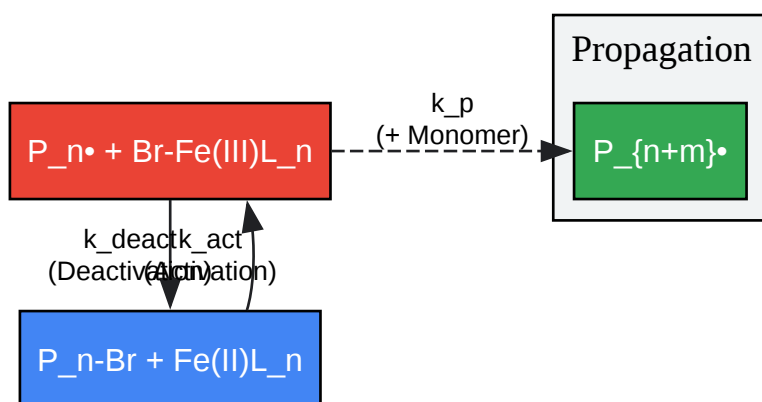 Propagation
k_p
(+ Monomer)
P_n• + Br-Fe(III)L_n
P_{n+m}•
k_deact
(Deactivation)
k_act
(Activation)
P_n-Br + Fe(II)L_n